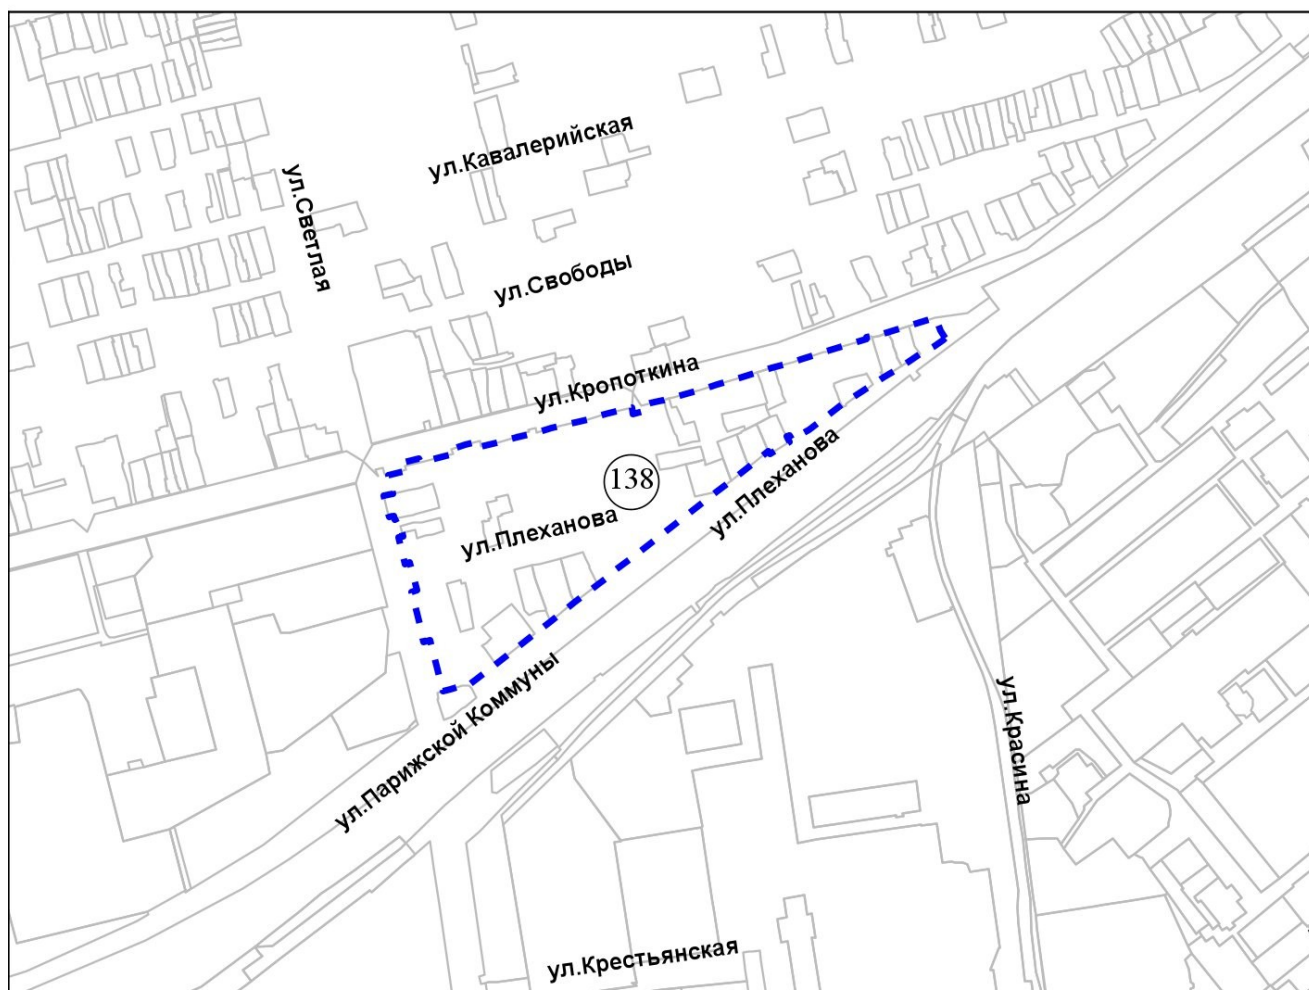 ул.Кавалерийская
ул.Светлая
ул.Свободы
ул.Кропоткина
138
ул.Плеханова
ул.Плеханова
ул.Парижской Коммуны
ул.Красина
ул.Крестьянская